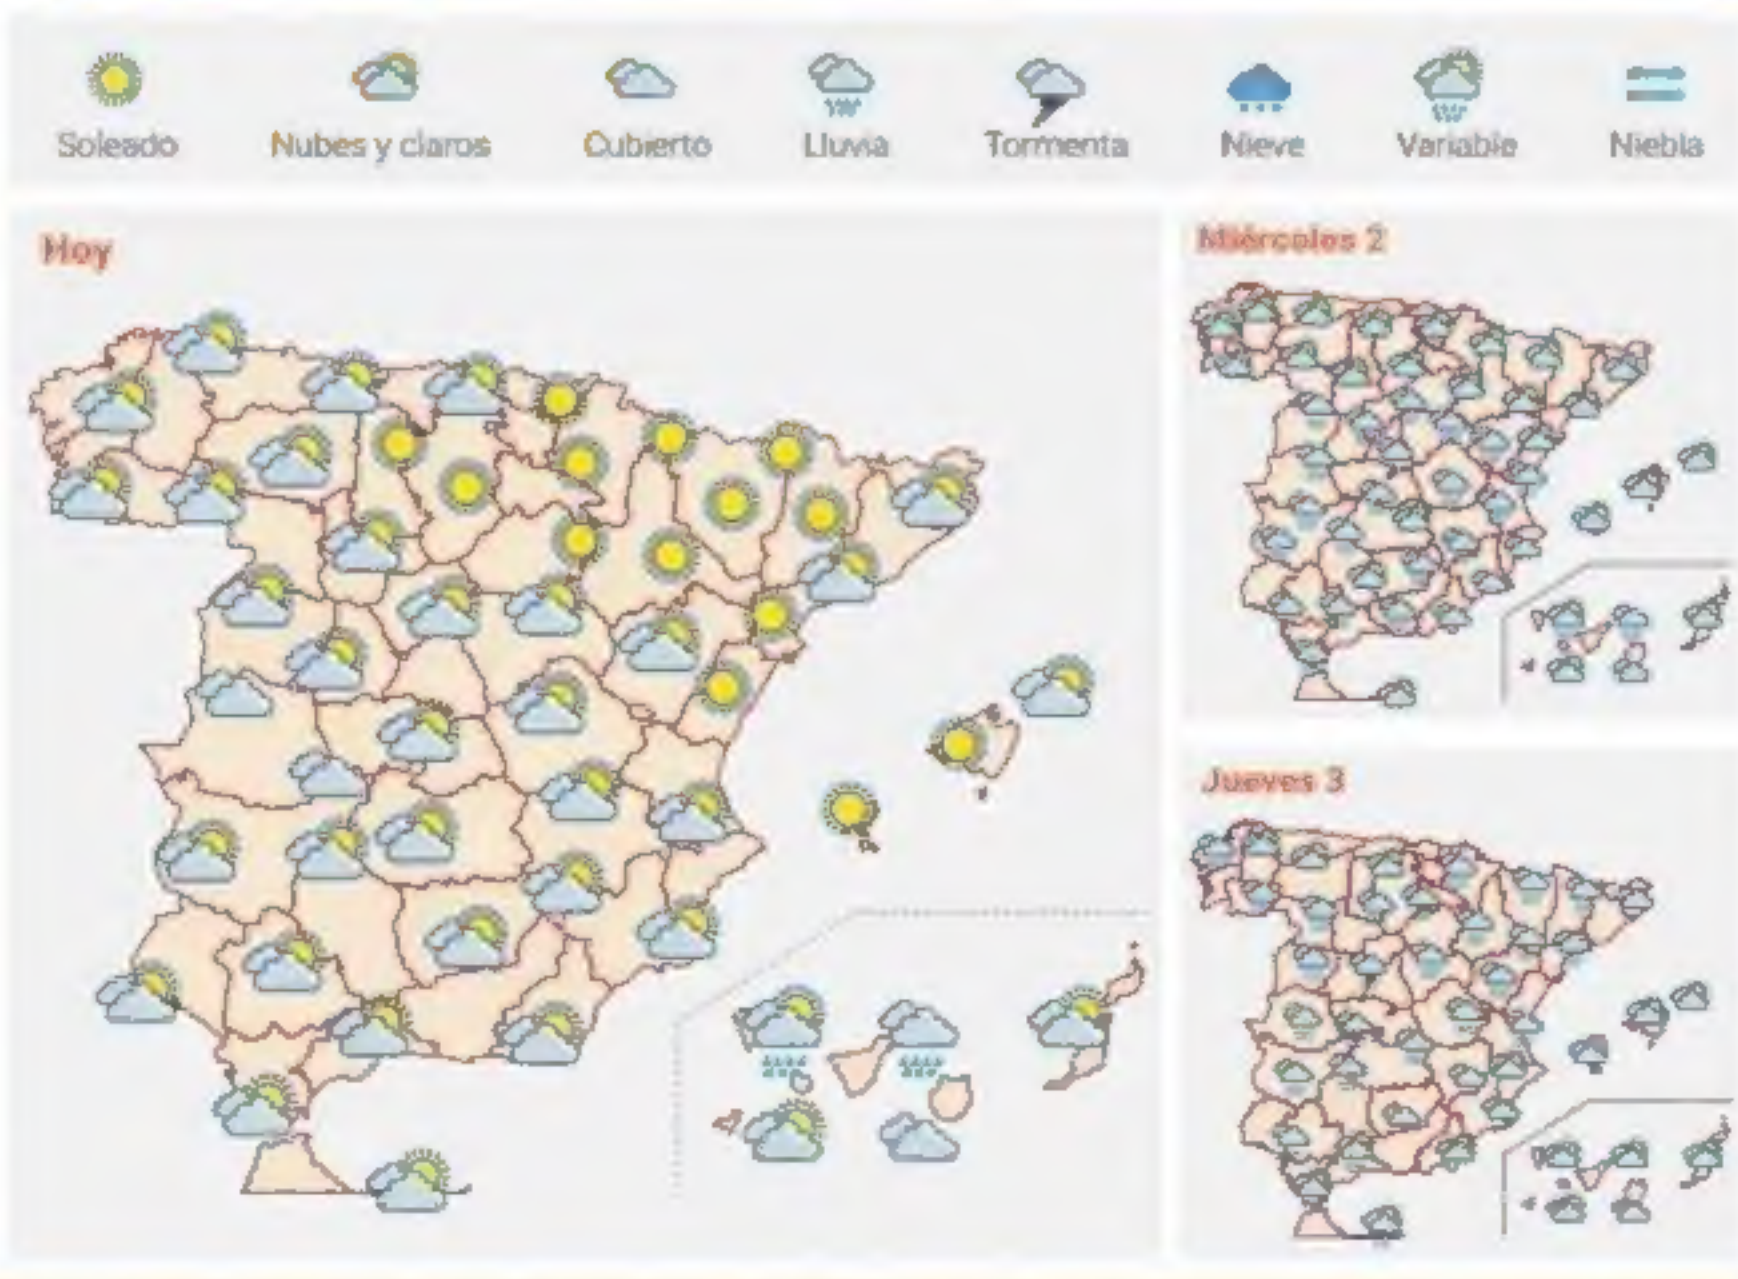 Soleado
Nubes y claros
Cubierto
Lluvia
Tormenta
Nieve
Variable
Niebla
Hoy
Miércoles 2
Jueves 3